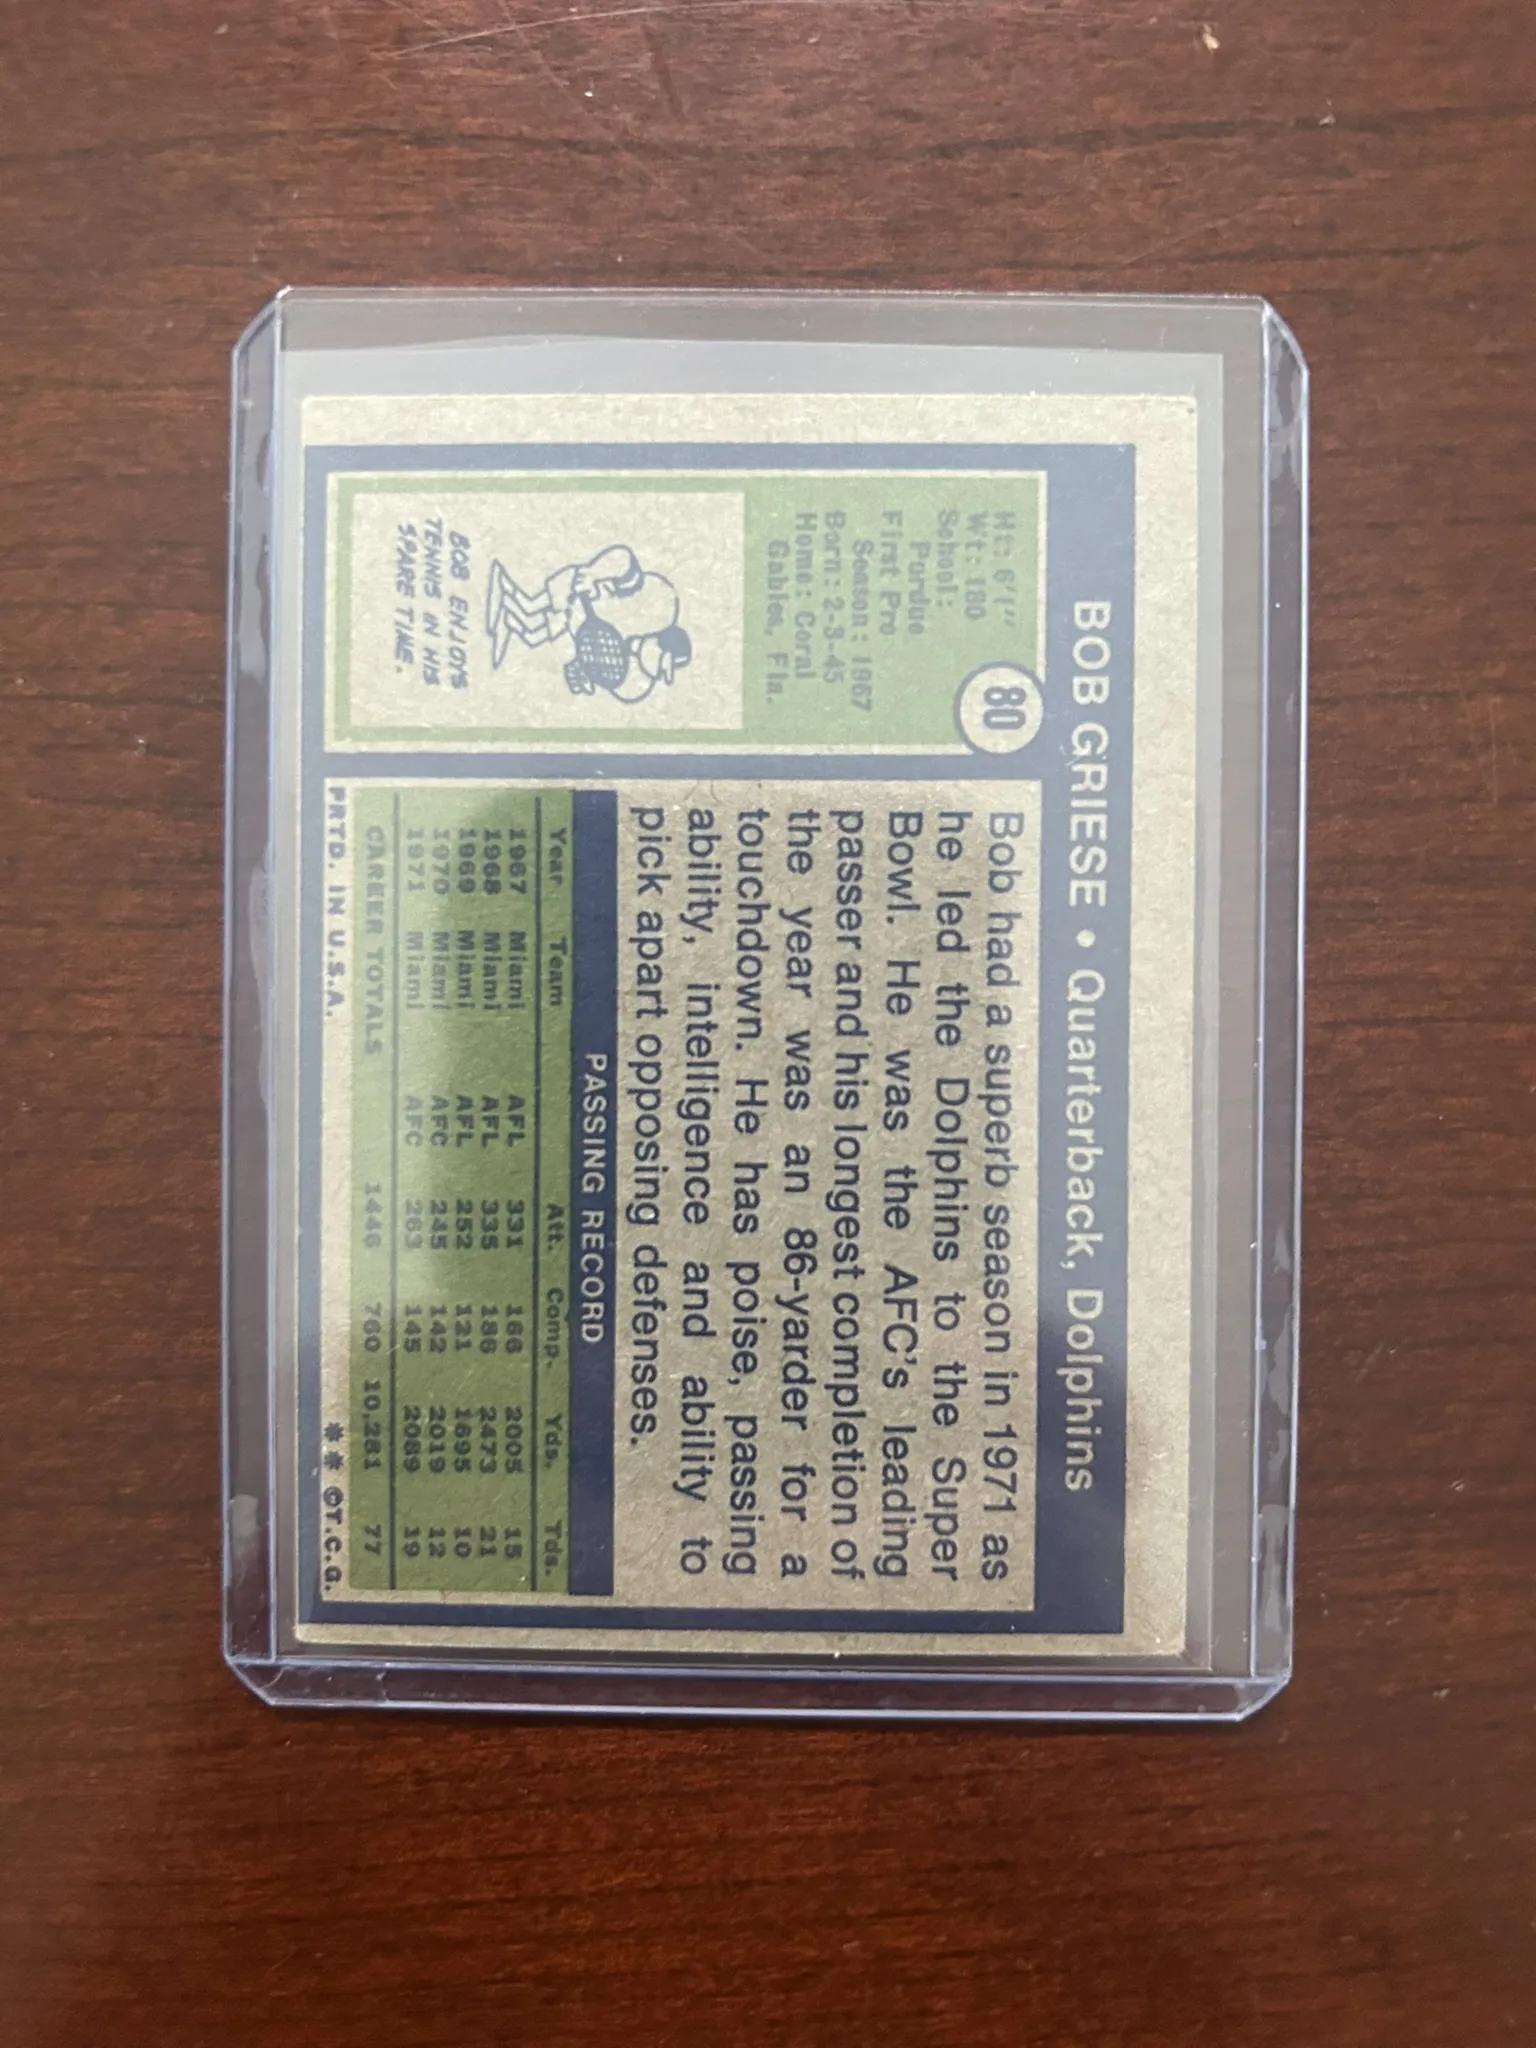 BOB GRIESE • Quarterback, Dolphins
80
Ht: 6'1"
Wt: 180
School:
Purdue
First Pro
Season: 1967
Born: 2-3-45
Home: Coral
Gables, Fla.
BOB ENJOYS
TENNIS IN HIS
SPARE TIME.
Bob had a superb season in 1971 as
he led the Dolphins to the Super
Bowl. He was the AFC's leading
passer and his longest completion of
the year was an 86-yarder for a
touchdown. He has poise, passing
ability, intelligence and ability to
pick apart opposing defenses.
PASSING RECORD
Year Team Att. Comp. Yds. Tds.
1967 Miami AFL 331 166 2005 15
1968 Miami AFL 335 186 2473 21
1969 Miami AFL 252 121 1695 10
1970 Miami AFC 245 142 2019 12
1971 Miami AFC 263 145 2089 19
CAREER TOTALS 1446 760 10,281 77
PRTD. IN U.S.A. ** ©T.C.G.